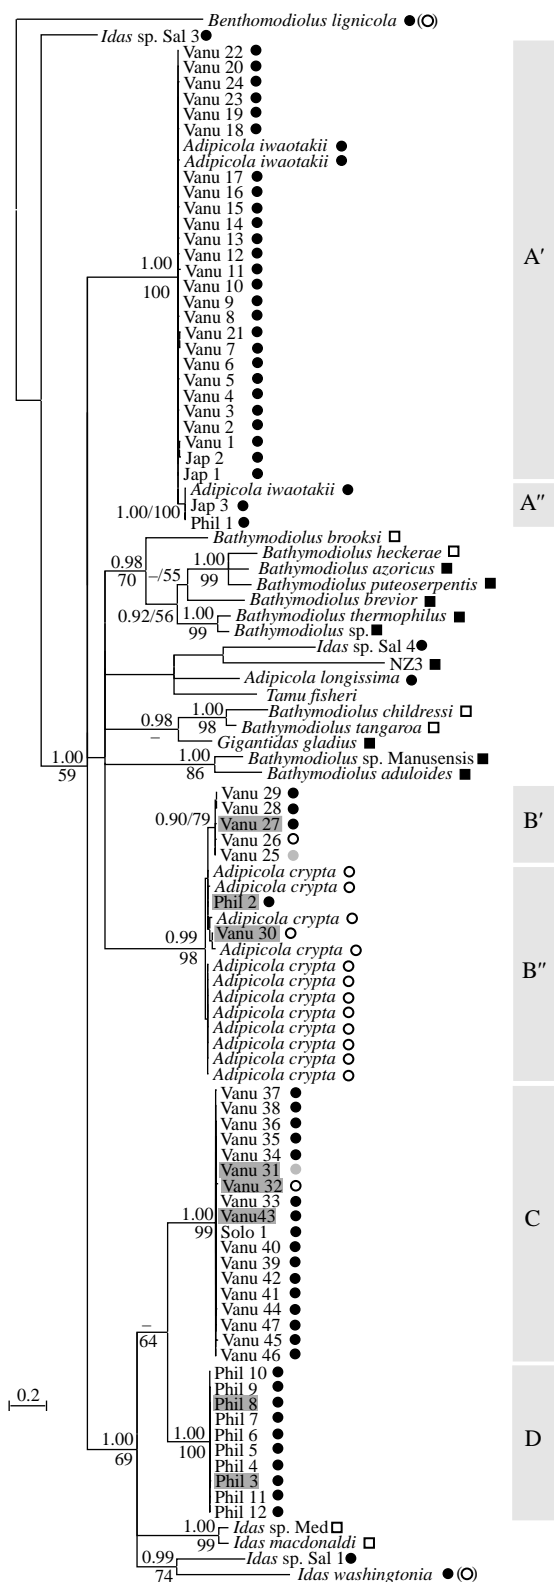 Benthomodiolus lignicola ●(○)
Idas sp. Sal 3 ●
Vanu 22 ●
Vanu 20 ●
Vanu 24 ●
Vanu 23 ●
Vanu 19 ●
Vanu 18 ●
Adipicola iwaotakii ●
Adipicola iwaotakii ●
Vanu 17 ●
Vanu 16 ●
Vanu 15 ●
Vanu 14 ●
Vanu 13 ●
Vanu 12 ●
1.00
Vanu 11 ●
A′
100
Vanu 10 ●
Vanu 9 ●
Vanu 8 ●
Vanu 21 ●
Vanu 7 ●
Vanu 6 ●
Vanu 5 ●
Vanu 4 ●
Vanu 3 ●
Vanu 2 ●
Vanu 1 ●
Jap 2 ●
Jap 1 ●
Adipicola iwaotakii ●
Jap 3 ●
A″
1.00/100
Phil 1 ●
Bathymodiolus brooksi □
0.98
70
1.00
99
Bathymodiolus heckerae □
–/55
Bathymodiolus azoricus ■
Bathymodiolus puteoserpentis ■
Bathymodiolus brevior ■
0.92/56
1.00
99
Bathymodiolus thermophilus ■
Bathymodiolus sp. ■
Idas sp. Sal 4 ●
NZ3 ■
Adipicola longissima ●
Tamu fisheri
0.98
–
1.00
98
Bathymodiolus childressi □
Bathymodiolus tangaroa □
Gigantidas gladius ■
1.00
59
1.00
86
Bathymodiolus sp. Manusensis ■
Bathymodiolus aduloides ■
Vanu 29 ●
Vanu 28 ●
0.90/79
Vanu 27 ●
B′
Vanu 26 ○
Vanu 25 ●
Adipicola crypta ○
Adipicola crypta ○
Phil 2 ●
Adipicola crypta ○
Vanu 30 ○
0.99
98
Adipicola crypta ○
B″
Adipicola crypta ○
Adipicola crypta ○
Adipicola crypta ○
Adipicola crypta ○
Adipicola crypta ○
Adipicola crypta ○
Adipicola crypta ○
Adipicola crypta ○
Vanu 37 ●
Vanu 38 ●
Vanu 36 ●
Vanu 35 ●
Vanu 34 ●
Vanu 31 ●
Vanu 32 ○
Vanu 33 ●
1.00
99
Vanu43 ●
C
Solo 1 ●
Vanu 40 ●
Vanu 39 ●
Vanu 42 ●
Vanu 41 ●
Vanu 44 ●
Vanu 47 ●
–
64
Vanu 45 ●
Vanu 46 ●
Phil 10 ●
Phil 9 ●
0.2
Phil 8 ●
Phil 7 ●
1.00
100
Phil 6 ●
D
Phil 5 ●
1.00
69
Phil 4 ●
Phil 3 ●
Phil 11 ●
Phil 12 ●
1.00
99
Idas sp. Med □
Idas macdonaldi □
0.99
74
Idas sp. Sal 1 ●
Idas washingtonia ●(○)